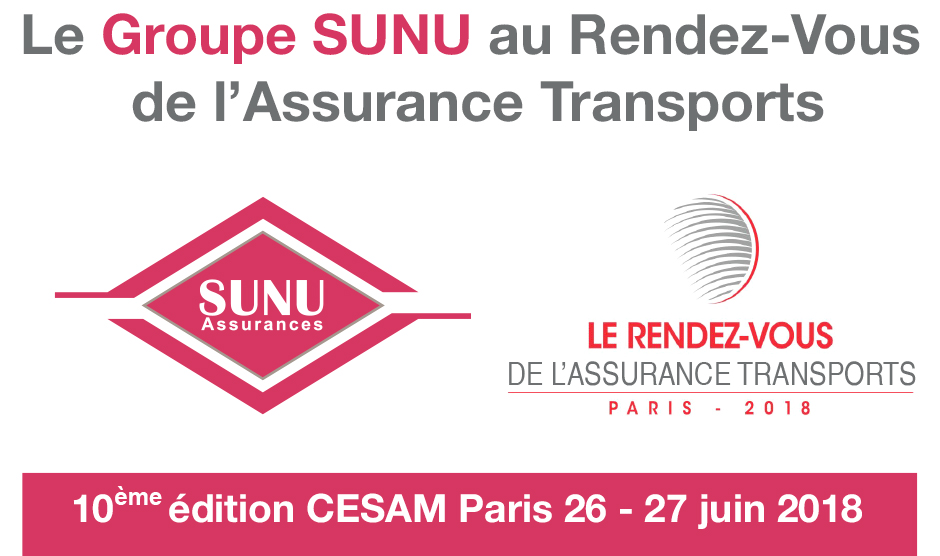 Le Groupe SUNU au Rendez-Vous
de l’Assurance Transports
SUNU
Assurances
LE RENDEZ-VOUS
DE L’ASSURANCE TRANSPORTS
PARIS - 2018
10ème édition CESAM Paris 26 - 27 juin 2018